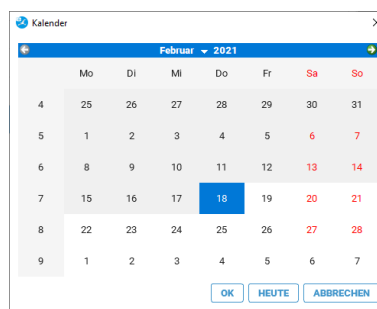 Kalender
Februar 2021
Mo Di Mi Do Fr Sa So
4 25 26 27 28 29 30 31
5 1 2 3 4 5 6 7
6 8 9 10 11 12 13 14
7 15 16 17 18 19 20 21
8 22 23 24 25 26 27 28
9 1 2 3 4 5 6 7
OK HEUTE ABBRECHEN